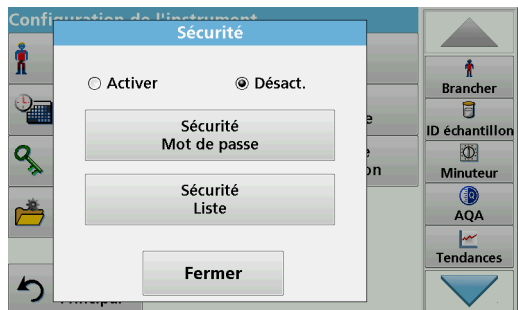 Configuration de l'instrument
Sécurité
Activer
Désact.
Sécurité
Mot de passe
Sécurité
Liste
Fermer
Principal
Brancher
ID échantillon
Minuteur
AQA
Tendances